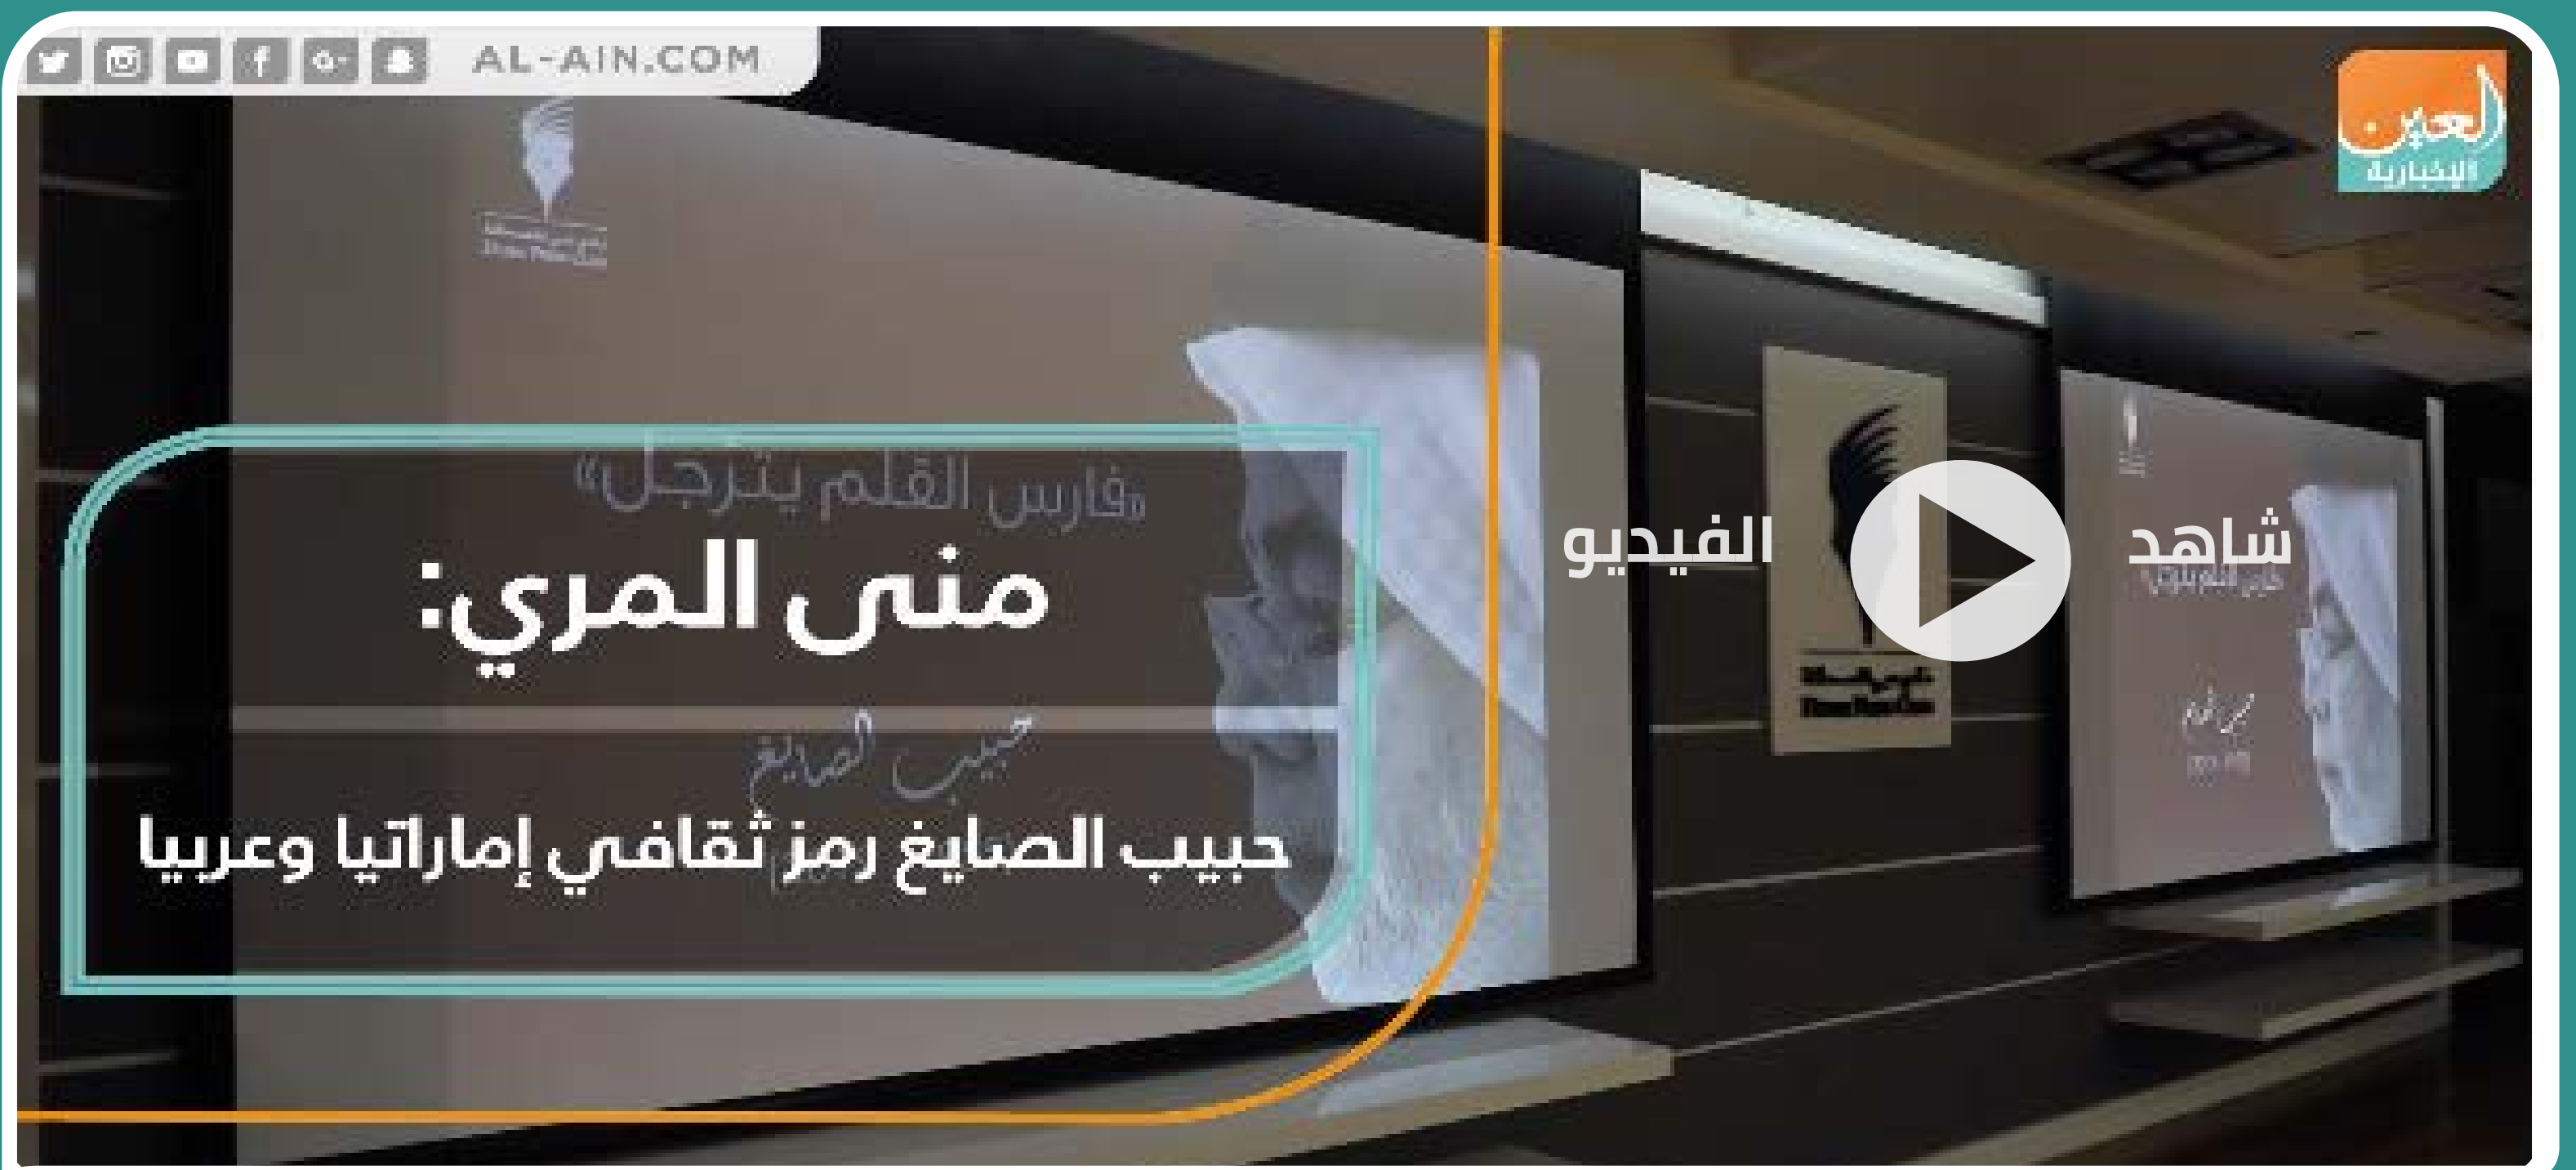 AL-AIN.COM
العين
الإخبارية
«فارس القلم يترجل»
منى المري:
شاهد
الفيديو
حبيب الصايغ
حبيب الصايغ رمز ثقافي إماراتيا وعربيا